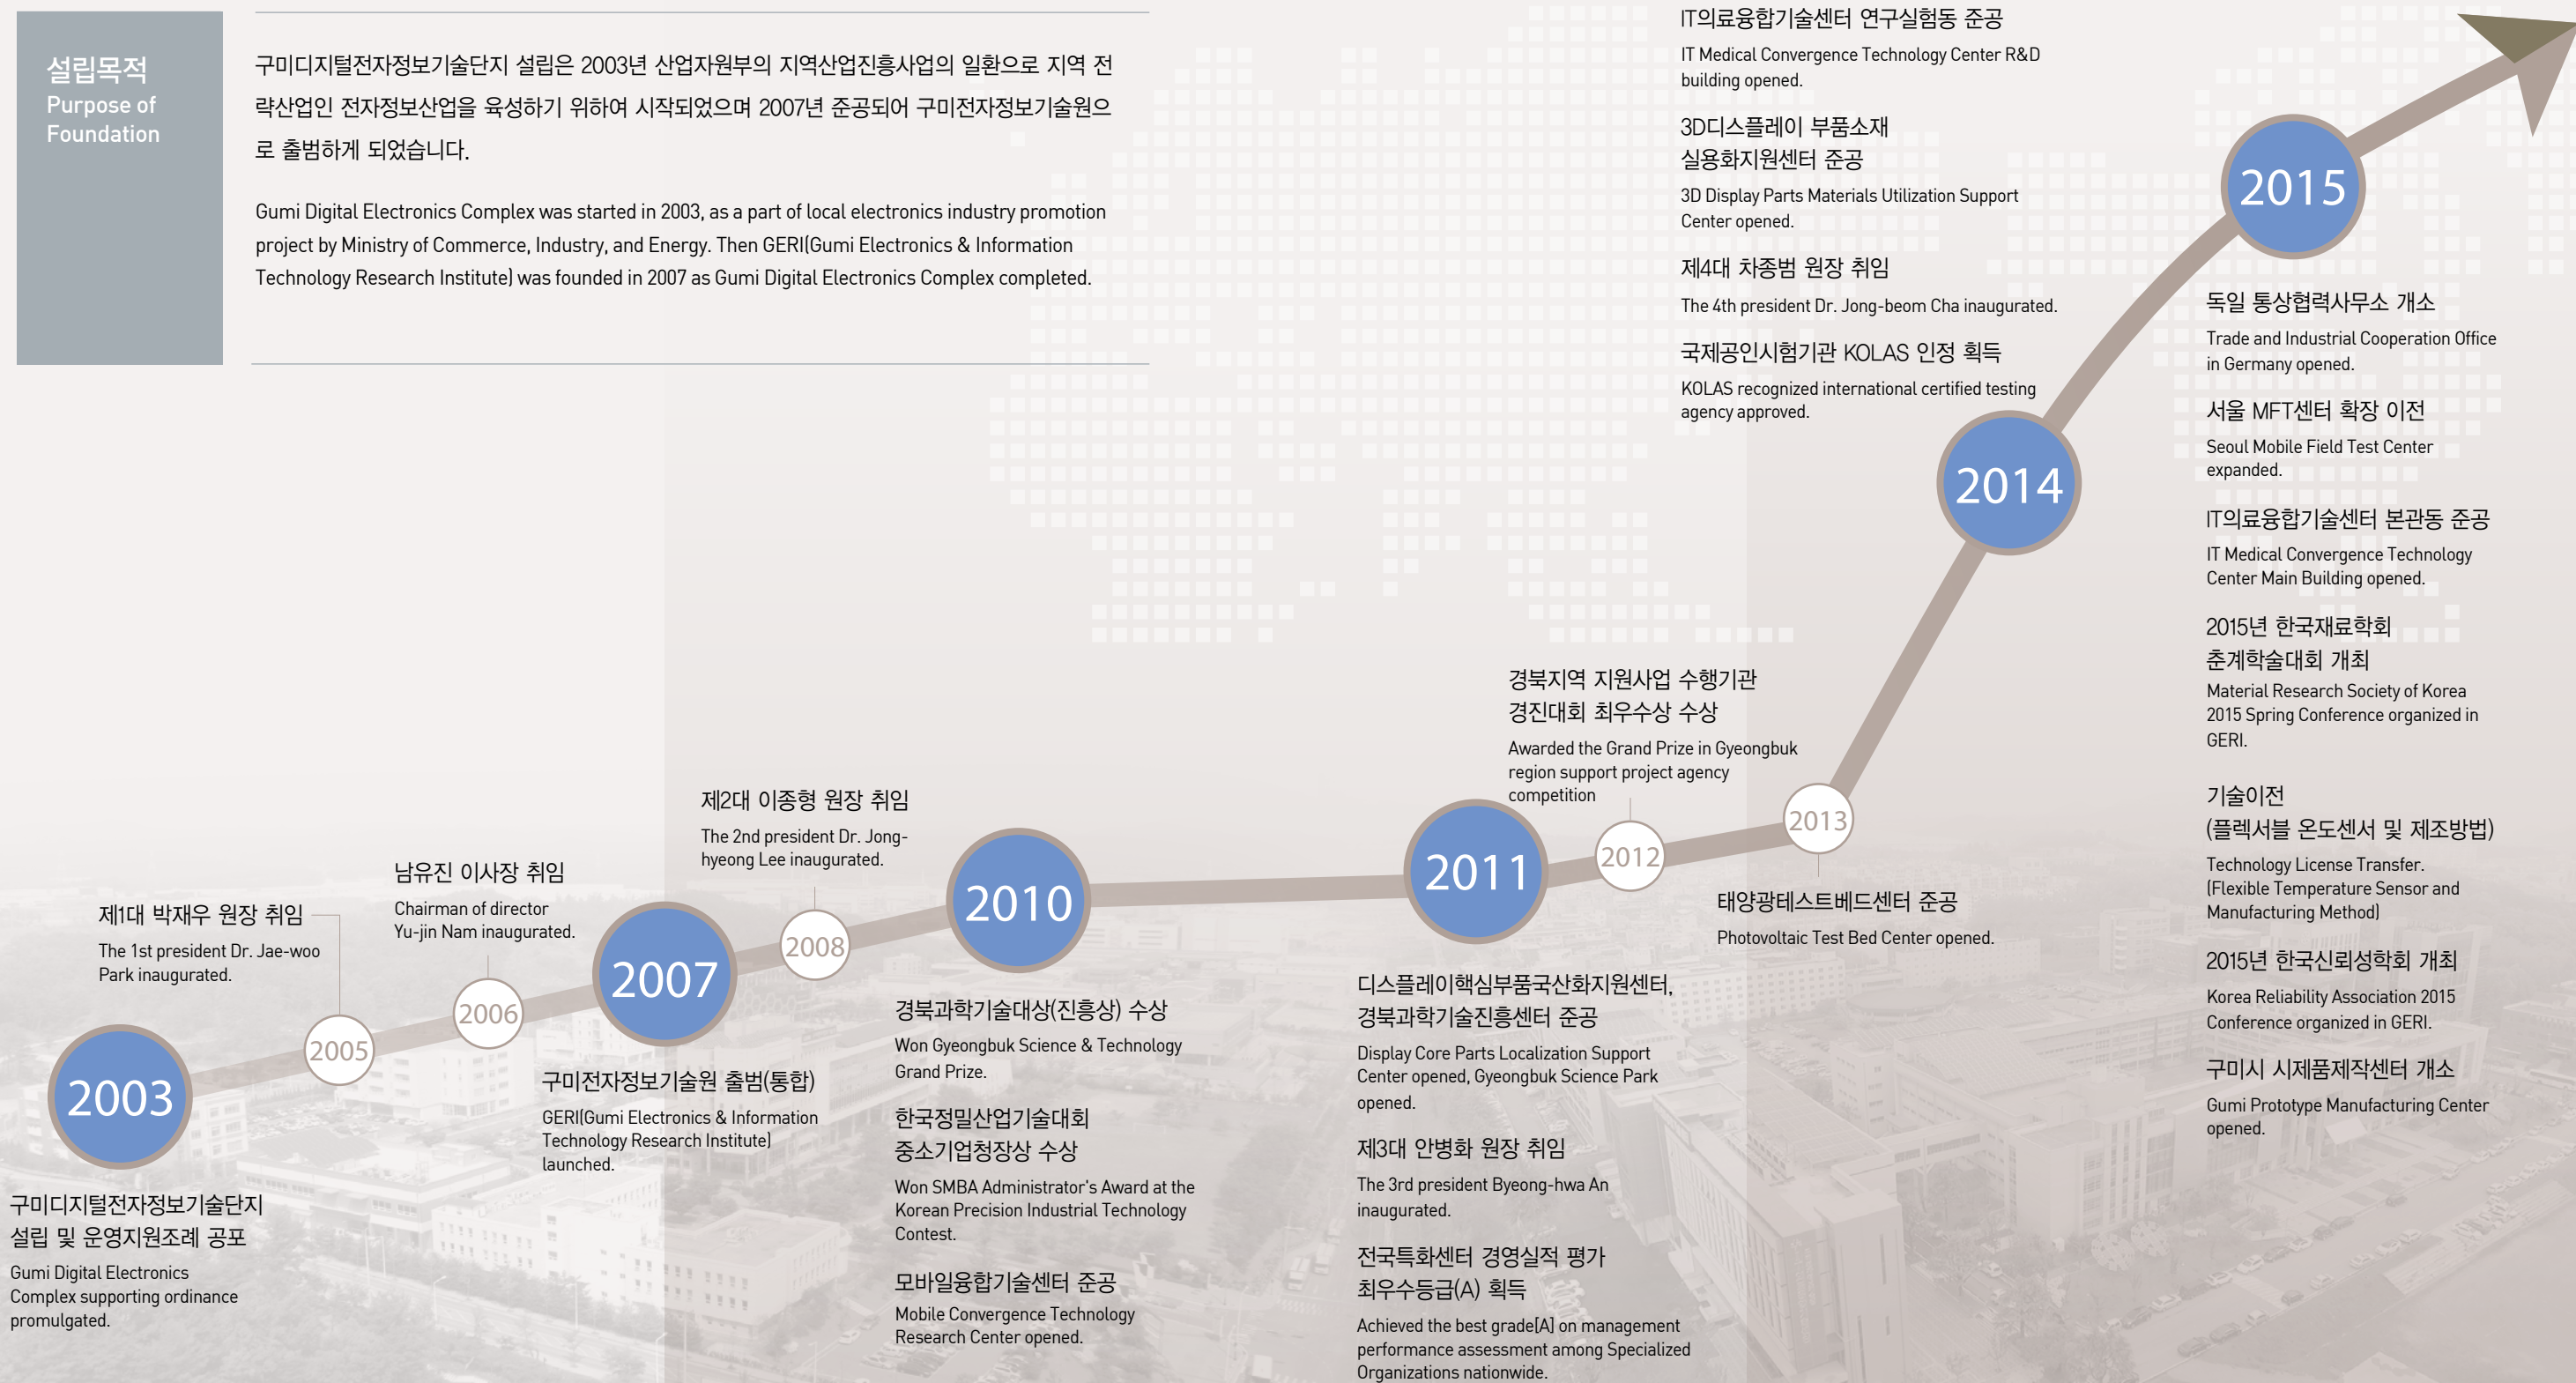 설립목적
Purpose of
Foundation
구미디지털전자정보기술단지 설립은 2003년 산업자원부의 지역산업진흥사업의 일환으로 지역 전
략산업인 전자정보산업을 육성하기 위하여 시작되었으며 2007년 준공되어 구미전자정보기술원으
로 출범하게 되었습니다.
Gumi Digital Electronics Complex was started in 2003, as a part of local electronics industry promotion
project by Ministry of Commerce, Industry, and Energy. Then GERI(Gumi Electronics & Information
Technology Research Institute) was founded in 2007 as Gumi Digital Electronics Complex completed.
2003
구미디지털전자정보기술단지
설립 및 운영지원조례 공포
Gumi Digital Electronics
Complex supporting ordinance
promulgated.
제1대 박재우 원장 취임
The 1st president Dr. Jae-woo
Park inaugurated.
2005
남유진 이사장 취임
Chairman of director
Yu-jin Nam inaugurated.
2006
2007
구미전자정보기술원 출범(통합)
GERI(Gumi Electronics & Information
Technology Research Institute)
launched.
제2대 이종형 원장 취임
The 2nd president Dr. Jong-
hyeong Lee inaugurated.
2008
2010
경북과학기술대상(진흥상) 수상
Won Gyeongbuk Science & Technology
Grand Prize.
한국정밀산업기술대회
중소기업청장상 수상
Won SMBA Administrator's Award at the
Korean Precision Industrial Technology
Contest.
모바일융합기술센터 준공
Mobile Convergence Technology
Research Center opened.
2011
디스플레이핵심부품국산화지원센터,
경북과학기술진흥센터 준공
Display Core Parts Localization Support
Center opened, Gyeongbuk Science Park
opened.
제3대 안병화 원장 취임
The 3rd president Byeong-hwa An
inaugurated.
전국특화센터 경영실적 평가
최우수등급(A) 획득
Achieved the best grade[A] on management
performance assessment among Specialized
Organizations nationwide.
경북지역 지원사업 수행기관
경진대회 최우수상 수상
Awarded the Grand Prize in Gyeongbuk
region support project agency
competition
2012
2013
태양광테스트베드센터 준공
Photovoltaic Test Bed Center opened.
IT의료융합기술센터 연구실험동 준공
IT Medical Convergence Technology Center R&D
building opened.
3D디스플레이 부품소재
실용화지원센터 준공
3D Display Parts Materials Utilization Support
Center opened.
제4대 차종범 원장 취임
The 4th president Dr. Jong-beom Cha inaugurated.
국제공인시험기관 KOLAS 인정 획득
KOLAS recognized international certified testing
agency approved.
2014
2015
독일 통상협력사무소 개소
Trade and Industrial Cooperation Office
in Germany opened.
서울 MFT센터 확장 이전
Seoul Mobile Field Test Center
expanded.
IT의료융합기술센터 본관동 준공
IT Medical Convergence Technology
Center Main Building opened.
2015년 한국재료학회
춘계학술대회 개최
Material Research Society of Korea
2015 Spring Conference organized in
GERI.
기술이전
(플렉서블 온도센서 및 제조방법)
Technology License Transfer.
(Flexible Temperature Sensor and
Manufacturing Method)
2015년 한국신뢰성학회 개최
Korea Reliability Association 2015
Conference organized in GERI.
구미시 시제품제작센터 개소
Gumi Prototype Manufacturing Center
opened.